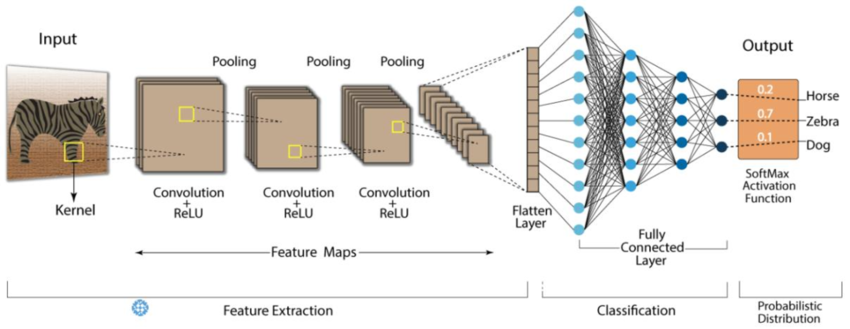 Input
Pooling
Pooling
Pooling
Output
0.2
Horse
0.7
Zebra
0.1
Dog
Kernel
Convolution
+
ReLU
Convolution
+
ReLU
Convolution
+
ReLU
Flatten
Layer
SoftMax
Activation
Function
Fully
Connected
Layer
Feature Maps
Feature Extraction
Classification
Probabilistic
Distribution